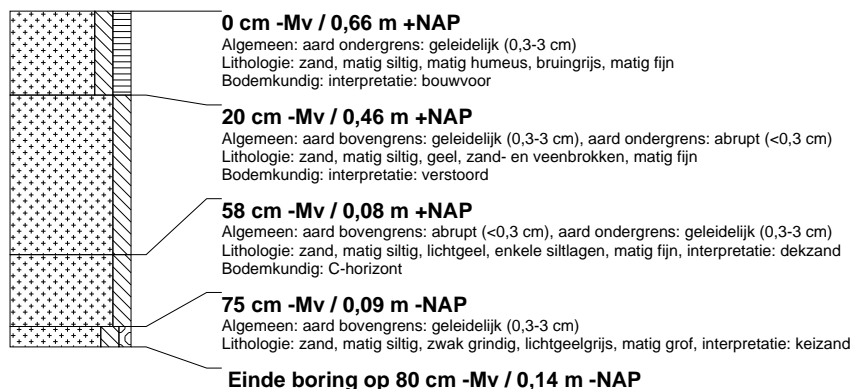 0 cm -Mv / 0,66 m +NAP
Algemeen: aard ondergrens: geleidelijk (0,3-3 cm)
Lithologie: zand, matig siltig, matig humeus, bruingrijs, matig fijn
Bodemkundig: interpretatie: bouwvoor
20 cm -Mv / 0,46 m +NAP
Algemeen: aard bovengrens: geleidelijk (0,3-3 cm), aard ondergrens: abrupt (<0,3 cm)
Lithologie: zand, matig siltig, geel, zand- en veenbrokken, matig fijn
Bodemkundig: interpretatie: verstoord
58 cm -Mv / 0,08 m +NAP
Algemeen: aard bovengrens: abrupt (<0,3 cm), aard ondergrens: geleidelijk (0,3-3 cm)
Lithologie: zand, matig siltig, lichtgeel, enkele siltlagen, matig fijn, interpretatie: dekzand
Bodemkundig: C-horizont
75 cm -Mv / 0,09 m -NAP
Algemeen: aard bovengrens: geleidelijk (0,3-3 cm)
Lithologie: zand, matig siltig, zwak grindig, lichtgeelgrijs, matig grof, interpretatie: keizand
Einde boring op 80 cm -Mv / 0,14 m -NAP